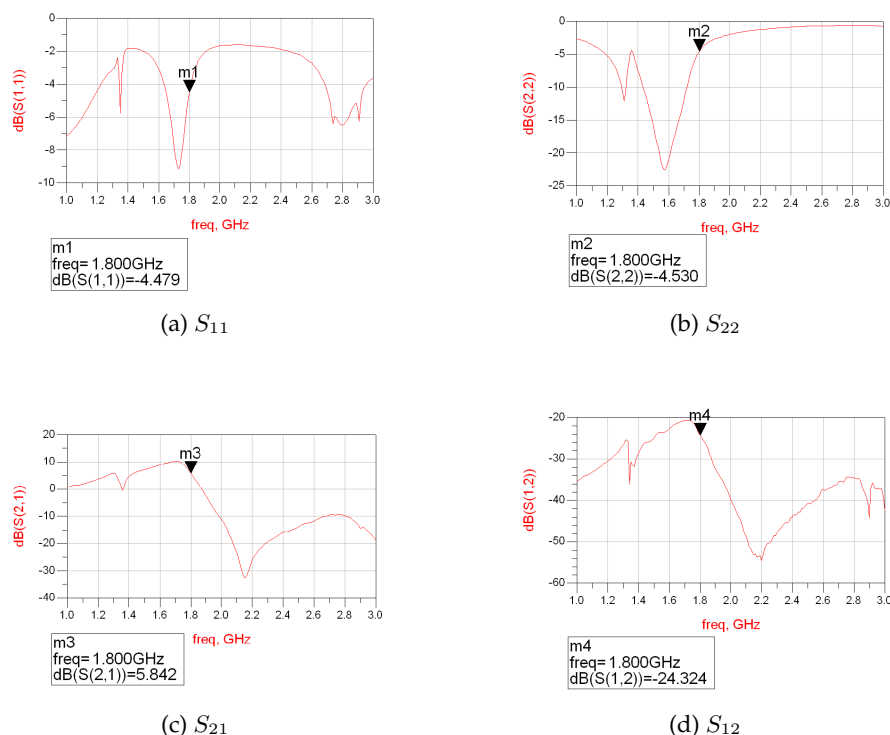 0
-2
-4
-6
-8
-10
dB(S(1,1))
m1
1.0 1.2 1.4 1.6 1.8 2.0 2.2 2.4 2.6 2.8 3.0
freq, GHz
m1
freq= 1.800GHz
dB(S(1,1))=-4.479
(a) S11
0
-5
-10
-15
-20
-25
dB(S(2,2))
m2
1.0 1.2 1.4 1.6 1.8 2.0 2.2 2.4 2.6 2.8 3.0
freq, GHz
m2
freq= 1.800GHz
dB(S(2,2))=-4.530
(b) S22
20
10
0
-10
-20
-30
-40
dB(S(2,1))
m3
1.0 1.2 1.4 1.6 1.8 2.0 2.2 2.4 2.6 2.8 3.0
freq, GHz
m3
freq= 1.800GHz
dB(S(2,1))=5.842
(c) S21
-20
-30
-40
-50
-60
dB(S(1,2))
m4
1.0 1.2 1.4 1.6 1.8 2.0 2.2 2.4 2.6 2.8 3.0
freq, GHz
m4
freq= 1.800GHz
dB(S(1,2))=-24.324
(d) S12